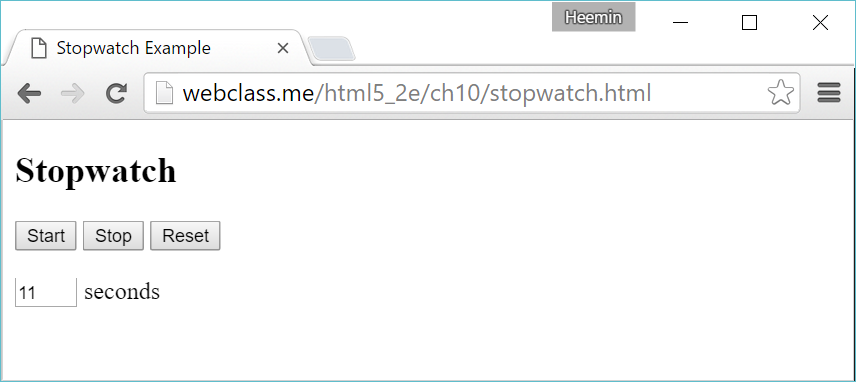 Heemin
Stopwatch Example
webclass.me/html5_2e/ch10/stopwatch.html
Stopwatch
Start Stop Reset
11 seconds